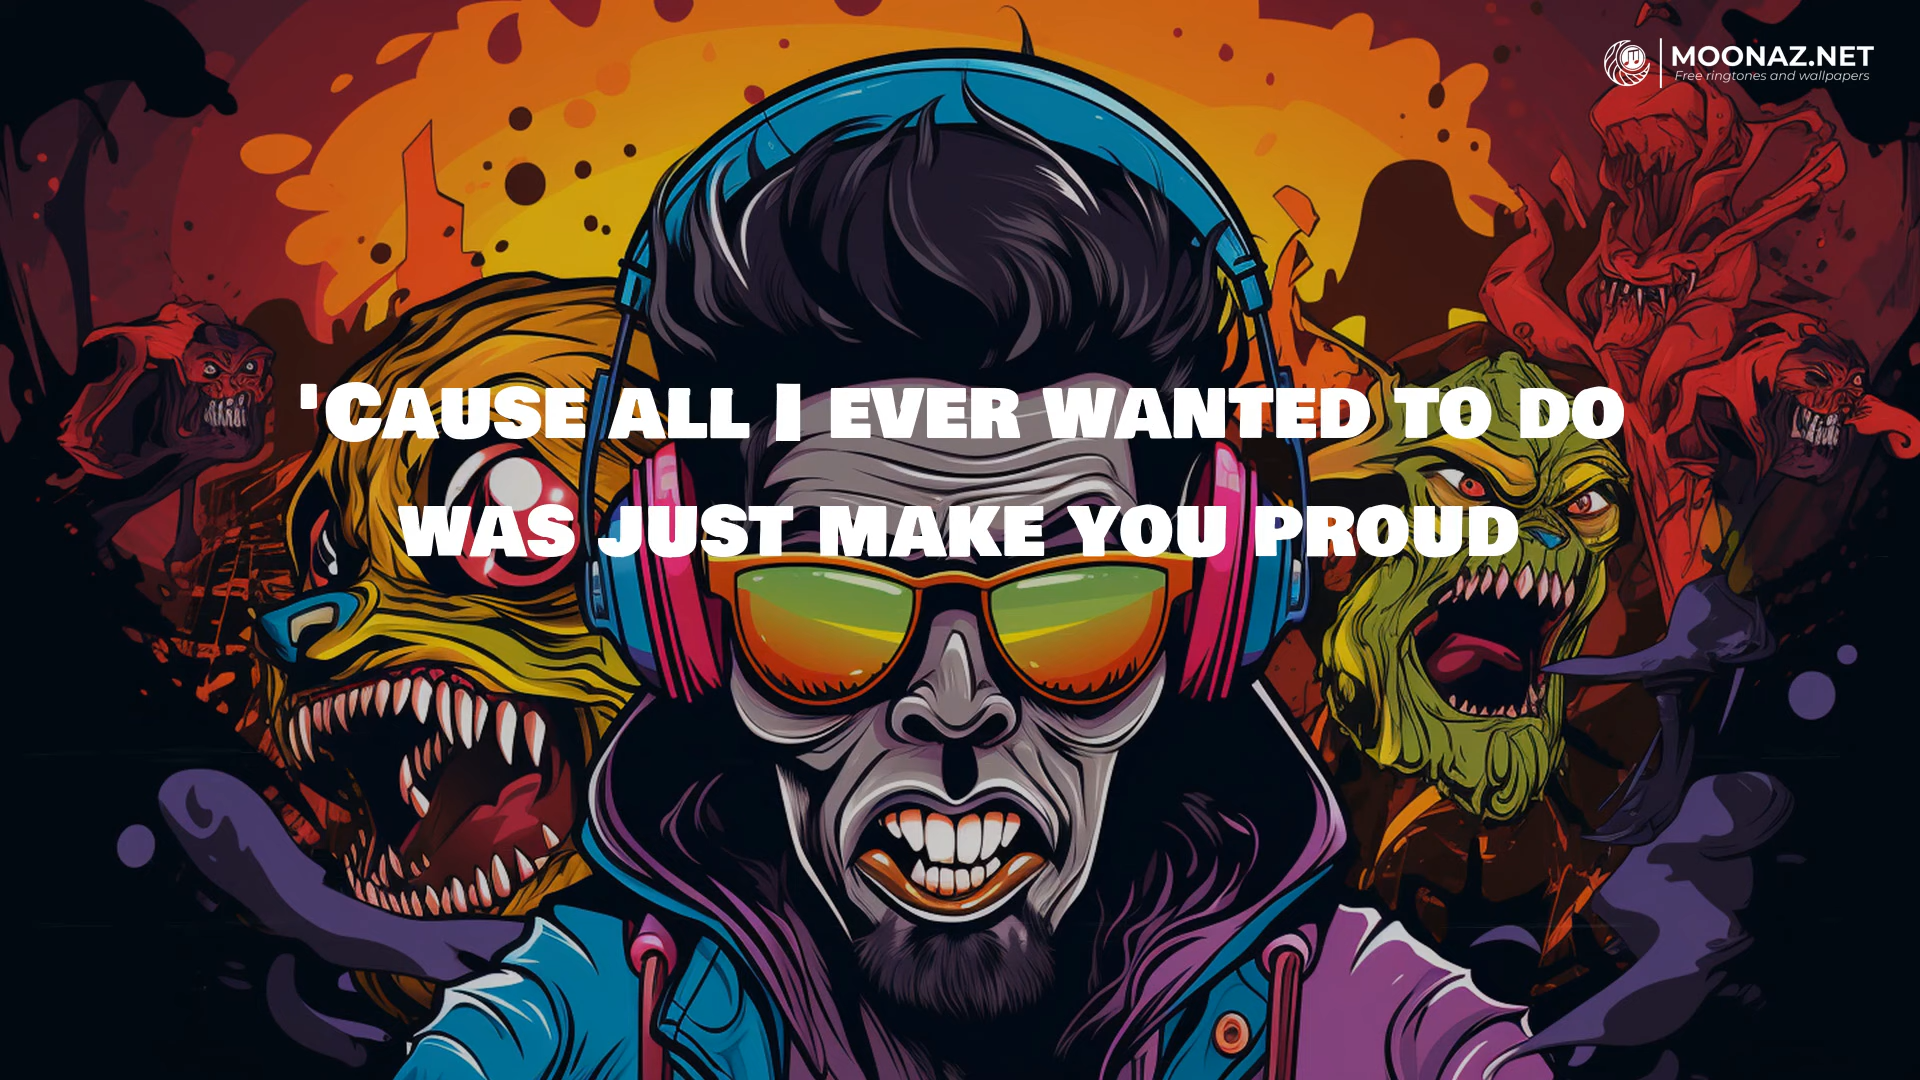 MOONAZ.NET
Free ringtones and wallpapers
'Cause all I ever wanted to do
was just make you proud